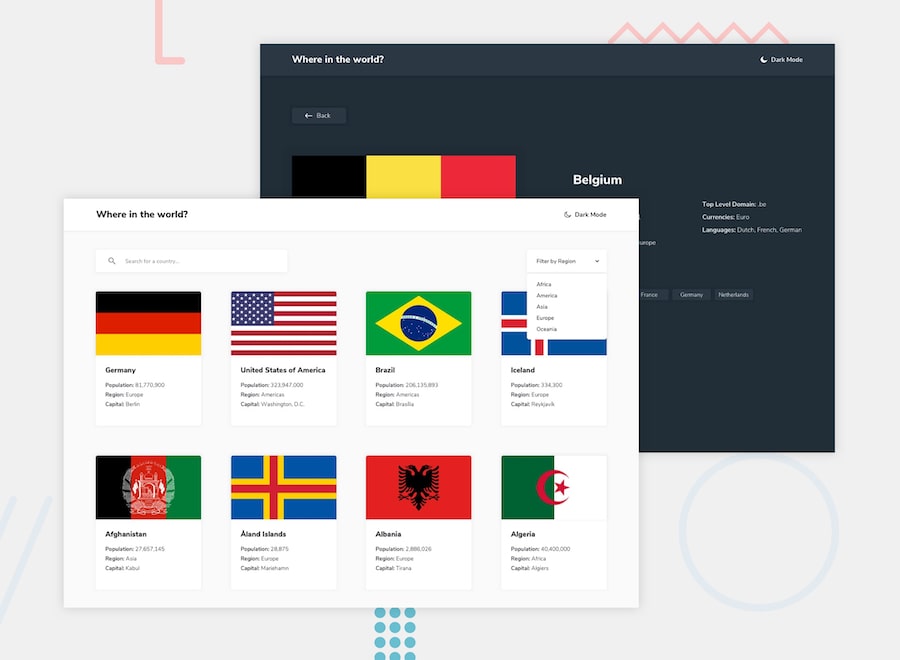 Where in the world?
Dark Mode
Back
Belgium
Top Level Domain: .be
Currencies: Euro
Languages: Dutch, French, German
France
Germany
Netherlands
Where in the world?
Dark Mode
Search for a country...
Filter by Region
Africa
America
Asia
Europe
Oceania
Germany
Population: 81,770,900
Region: Europe
Capital: Berlin
United States of America
Population: 323,947,000
Region: Americas
Capital: Washington, D.C.
Brazil
Population: 206,135,893
Region: Americas
Capital: Brasília
Iceland
Population: 334,300
Region: Europe
Capital: Reykjavík
Afghanistan
Population: 27,657,145
Region: Asia
Capital: Kabul
Åland Islands
Population: 28,875
Region: Europe
Capital: Mariehamn
Albania
Population: 2,886,026
Region: Europe
Capital: Tirana
Algeria
Population: 40,400,000
Region: Africa
Capital: Algiers